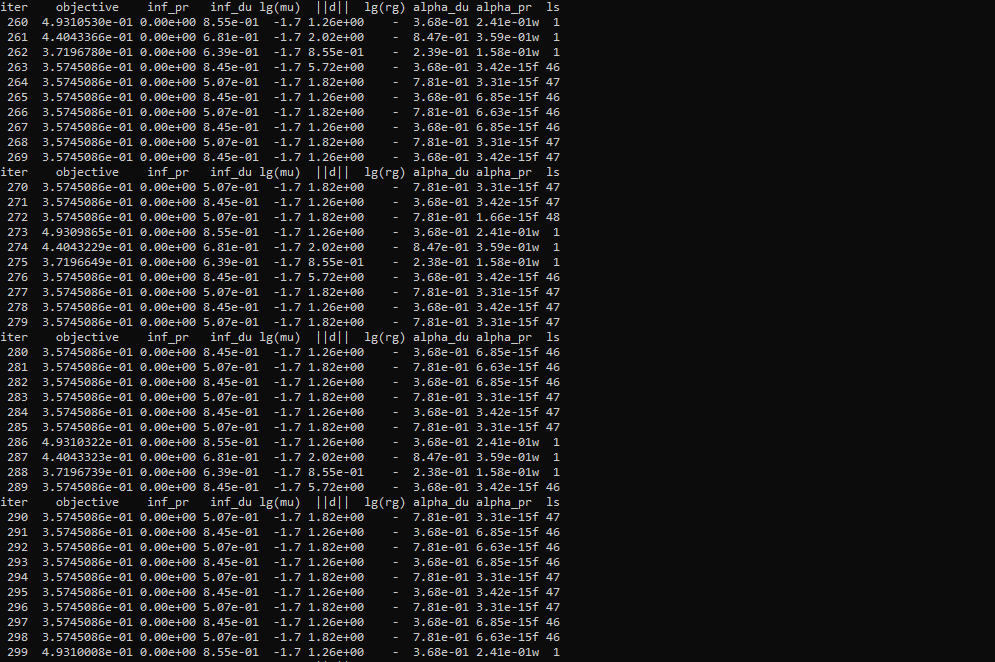 iter objective inf_pr inf_du lg(mu) ||d|| lg(rg) alpha_du alpha_pr ls
260 4.9310530e-01 0.00e+00 8.55e-01 -1.7 1.26e+00 - 3.68e-01 2.41e-01w 1
261 4.4043366e-01 0.00e+00 6.81e-01 -1.7 2.02e+00 - 8.47e-01 3.59e-01w 1
262 3.7196780e-01 0.00e+00 6.39e-01 -1.7 8.55e-01 - 2.39e-01 1.58e-01w 1
263 3.5745086e-01 0.00e+00 8.45e-01 -1.7 5.72e+00 - 3.68e-01 3.42e-15f 46
264 3.5745086e-01 0.00e+00 5.07e-01 -1.7 1.82e+00 - 7.81e-01 3.31e-15f 47
265 3.5745086e-01 0.00e+00 8.45e-01 -1.7 1.26e+00 - 3.68e-01 6.85e-15f 46
266 3.5745086e-01 0.00e+00 5.07e-01 -1.7 1.82e+00 - 7.81e-01 6.63e-15f 46
267 3.5745086e-01 0.00e+00 8.45e-01 -1.7 1.26e+00 - 3.68e-01 6.85e-15f 46
268 3.5745086e-01 0.00e+00 5.07e-01 -1.7 1.82e+00 - 7.81e-01 3.31e-15f 47
269 3.5745086e-01 0.00e+00 8.45e-01 -1.7 1.26e+00 - 3.68e-01 3.42e-15f 47
iter objective inf_pr inf_du lg(mu) ||d|| lg(rg) alpha_du alpha_pr ls
270 3.5745086e-01 0.00e+00 5.07e-01 -1.7 1.82e+00 - 7.81e-01 3.31e-15f 47
271 3.5745086e-01 0.00e+00 8.45e-01 -1.7 1.26e+00 - 3.68e-01 3.42e-15f 47
272 3.5745086e-01 0.00e+00 5.07e-01 -1.7 1.82e+00 - 7.81e-01 1.66e-15f 48
273 4.9309865e-01 0.00e+00 8.55e-01 -1.7 1.26e+00 - 3.68e-01 2.41e-01w 1
274 4.4043229e-01 0.00e+00 6.81e-01 -1.7 2.02e+00 - 8.47e-01 3.59e-01w 1
275 3.7196649e-01 0.00e+00 6.39e-01 -1.7 8.55e-01 - 2.38e-01 1.58e-01w 1
276 3.5745086e-01 0.00e+00 8.45e-01 -1.7 5.72e+00 - 3.68e-01 3.42e-15f 46
277 3.5745086e-01 0.00e+00 5.07e-01 -1.7 1.82e+00 - 7.81e-01 3.31e-15f 47
278 3.5745086e-01 0.00e+00 8.45e-01 -1.7 1.26e+00 - 3.68e-01 3.42e-15f 47
279 3.5745086e-01 0.00e+00 5.07e-01 -1.7 1.82e+00 - 7.81e-01 3.31e-15f 47
iter objective inf_pr inf_du lg(mu) ||d|| lg(rg) alpha_du alpha_pr ls
280 3.5745086e-01 0.00e+00 8.45e-01 -1.7 1.26e+00 - 3.68e-01 6.85e-15f 46
281 3.5745086e-01 0.00e+00 5.07e-01 -1.7 1.82e+00 - 7.81e-01 6.63e-15f 46
282 3.5745086e-01 0.00e+00 8.45e-01 -1.7 1.26e+00 - 3.68e-01 6.85e-15f 46
283 3.5745086e-01 0.00e+00 5.07e-01 -1.7 1.82e+00 - 7.81e-01 3.31e-15f 47
284 3.5745086e-01 0.00e+00 8.45e-01 -1.7 1.26e+00 - 3.68e-01 3.42e-15f 47
285 3.5745086e-01 0.00e+00 5.07e-01 -1.7 1.82e+00 - 7.81e-01 3.31e-15f 47
286 4.9310322e-01 0.00e+00 8.55e-01 -1.7 1.26e+00 - 3.68e-01 2.41e-01w 1
287 4.4043323e-01 0.00e+00 6.81e-01 -1.7 2.02e+00 - 8.47e-01 3.59e-01w 1
288 3.7196739e-01 0.00e+00 6.39e-01 -1.7 8.55e-01 - 2.38e-01 1.58e-01w 1
289 3.5745086e-01 0.00e+00 8.45e-01 -1.7 5.72e+00 - 3.68e-01 3.42e-15f 46
iter objective inf_pr inf_du lg(mu) ||d|| lg(rg) alpha_du alpha_pr ls
290 3.5745086e-01 0.00e+00 5.07e-01 -1.7 1.82e+00 - 7.81e-01 3.31e-15f 47
291 3.5745086e-01 0.00e+00 8.45e-01 -1.7 1.26e+00 - 3.68e-01 6.85e-15f 46
292 3.5745086e-01 0.00e+00 5.07e-01 -1.7 1.82e+00 - 7.81e-01 6.63e-15f 46
293 3.5745086e-01 0.00e+00 8.45e-01 -1.7 1.26e+00 - 3.68e-01 6.85e-15f 46
294 3.5745086e-01 0.00e+00 5.07e-01 -1.7 1.82e+00 - 7.81e-01 3.31e-15f 47
295 3.5745086e-01 0.00e+00 8.45e-01 -1.7 1.26e+00 - 3.68e-01 3.42e-15f 47
296 3.5745086e-01 0.00e+00 5.07e-01 -1.7 1.82e+00 - 7.81e-01 3.31e-15f 47
297 3.5745086e-01 0.00e+00 8.45e-01 -1.7 1.26e+00 - 3.68e-01 6.85e-15f 46
298 3.5745086e-01 0.00e+00 5.07e-01 -1.7 1.82e+00 - 7.81e-01 6.63e-15f 46
299 4.9310008e-01 0.00e+00 8.55e-01 -1.7 1.26e+00 - 3.68e-01 2.41e-01w 1